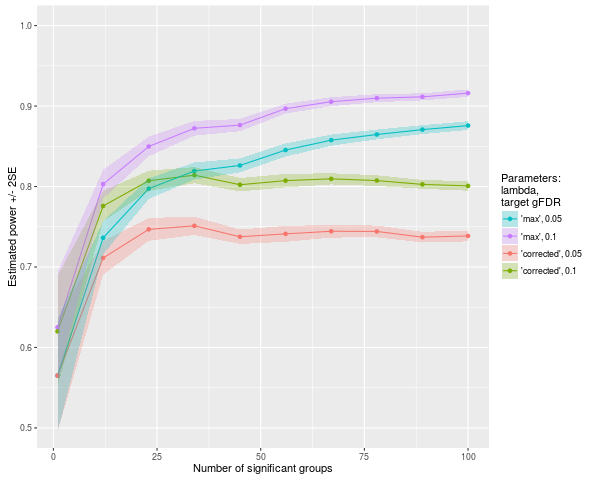 1.0
0.9
0.8
0.7
0.6
0.5
Estimated power +/- 2SE
0
25
50
75
100
Number of significant groups
Parameters:
lambda,
target gFDR
'max', 0.05
'max', 0.1
'corrected', 0.05
'corrected', 0.1